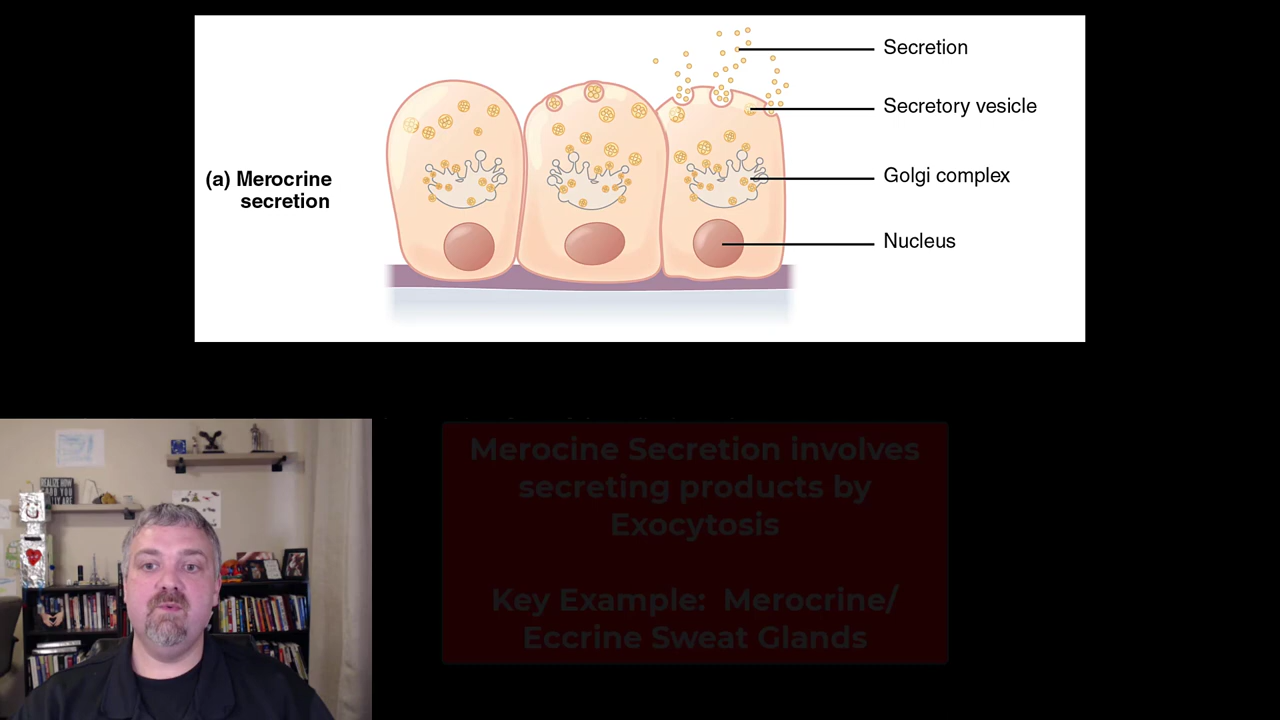 Secretion
Secretory vesicle
(a) Merocrine
secretion
Golgi complex
Nucleus
Merocine Secretion involves
secreting products by
Exocytosis
Key Example: Merocrine/
Eccrine Sweat Glands